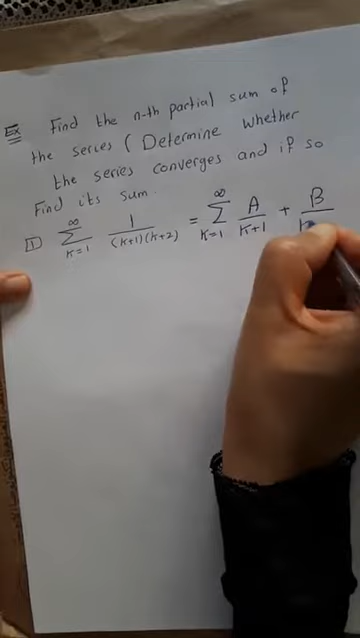 Ex Find the n-th partial sum of
the series ( Determine whether
the series converges and if so
Find its sum.
1 ∞ ∑ k=1 1/(k+1)(k+2) = ∞ ∑ k=1 A/k+1 + B/k